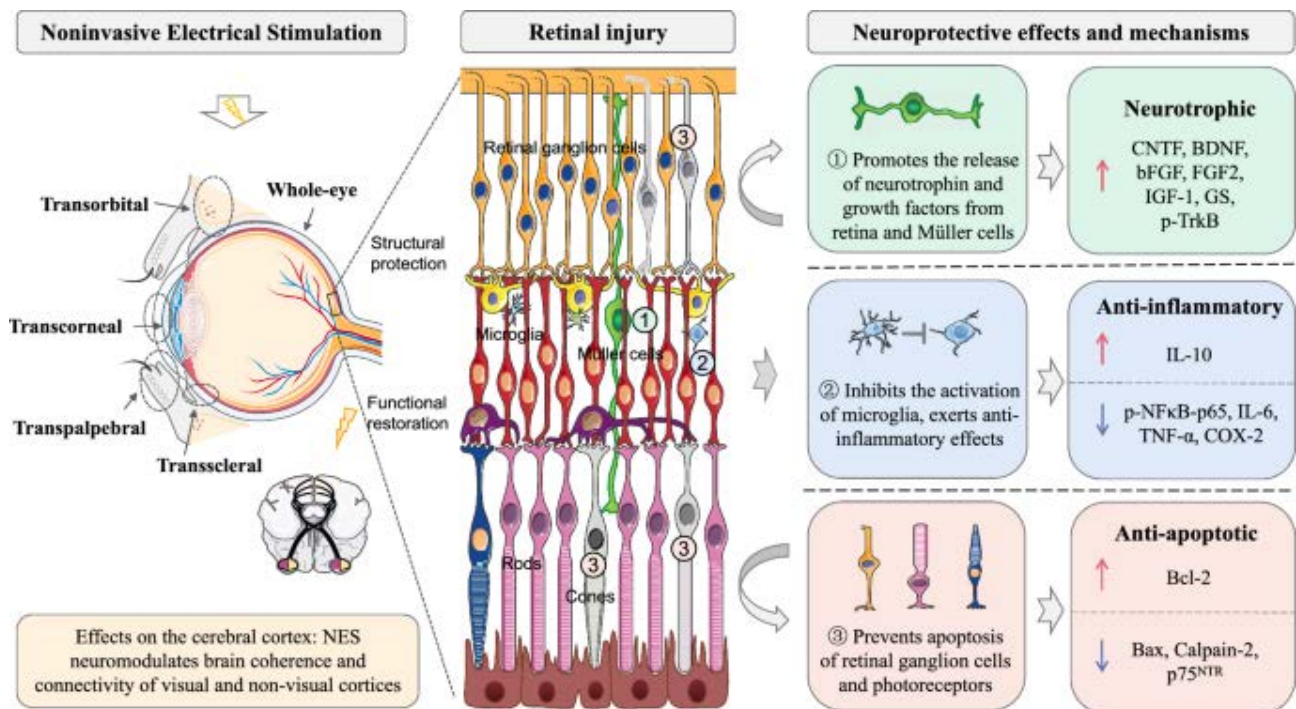 Noninvasive Electrical Stimulation
Transorbital
Whole-eye
Transcorneal
Transpalpebral
Transscleral
Structural
protection
Functional
restoration
Effects on the cerebral cortex: NES
neuromodulates brain coherence and
connectivity of visual and non-visual cortices
Retinal injury
③
Retinal ganglion cells
①
Microglia
Müller cells
②
③
③
Rods
Cones
Neuroprotective effects and mechanisms
① Promotes the release
of neurotrophin and
growth factors from
retina and Müller cells
Neurotrophic
CNTF, BDNF,
bFGF, FGF2,
IGF-1, GS,
p-TrkB
② Inhibits the activation
of microglia, exerts anti-
inflammatory effects
Anti-inflammatory
IL-10
p-NFκB-p65, IL-6,
TNF-α, COX-2
③ Prevents apoptosis
of retinal ganglion cells
and photoreceptors
Anti-apoptotic
Bcl-2
Bax, Calpain-2,
p75ᴺᵀᴿ